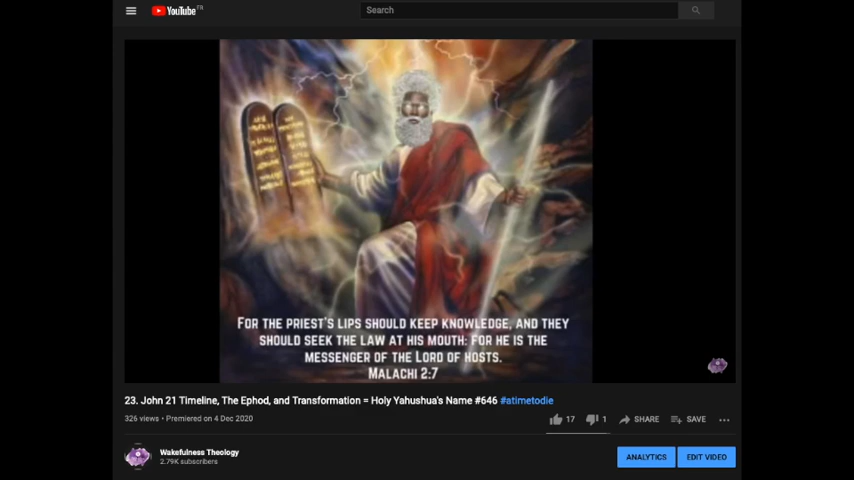 YouTube FR
Search
FOR THE PRIEST'S LIPS SHOULD KEEP KNOWLEDGE, AND THEY
SHOULD SEEK THE LAW AT HIS MOUTH: FOR HE IS THE
MESSENGER OF THE LORD OF HOSTS.
MALACHI 2:7
23. John 21 Timeline, The Ephod, and Transformation = Holy Yahushua's Name #646 #atimetodie
326 views • Premiered on 4 Dec 2020
17
1
SHARE
SAVE
Wakefulness Theology
2.79K subscribers
ANALYTICS
EDIT VIDEO